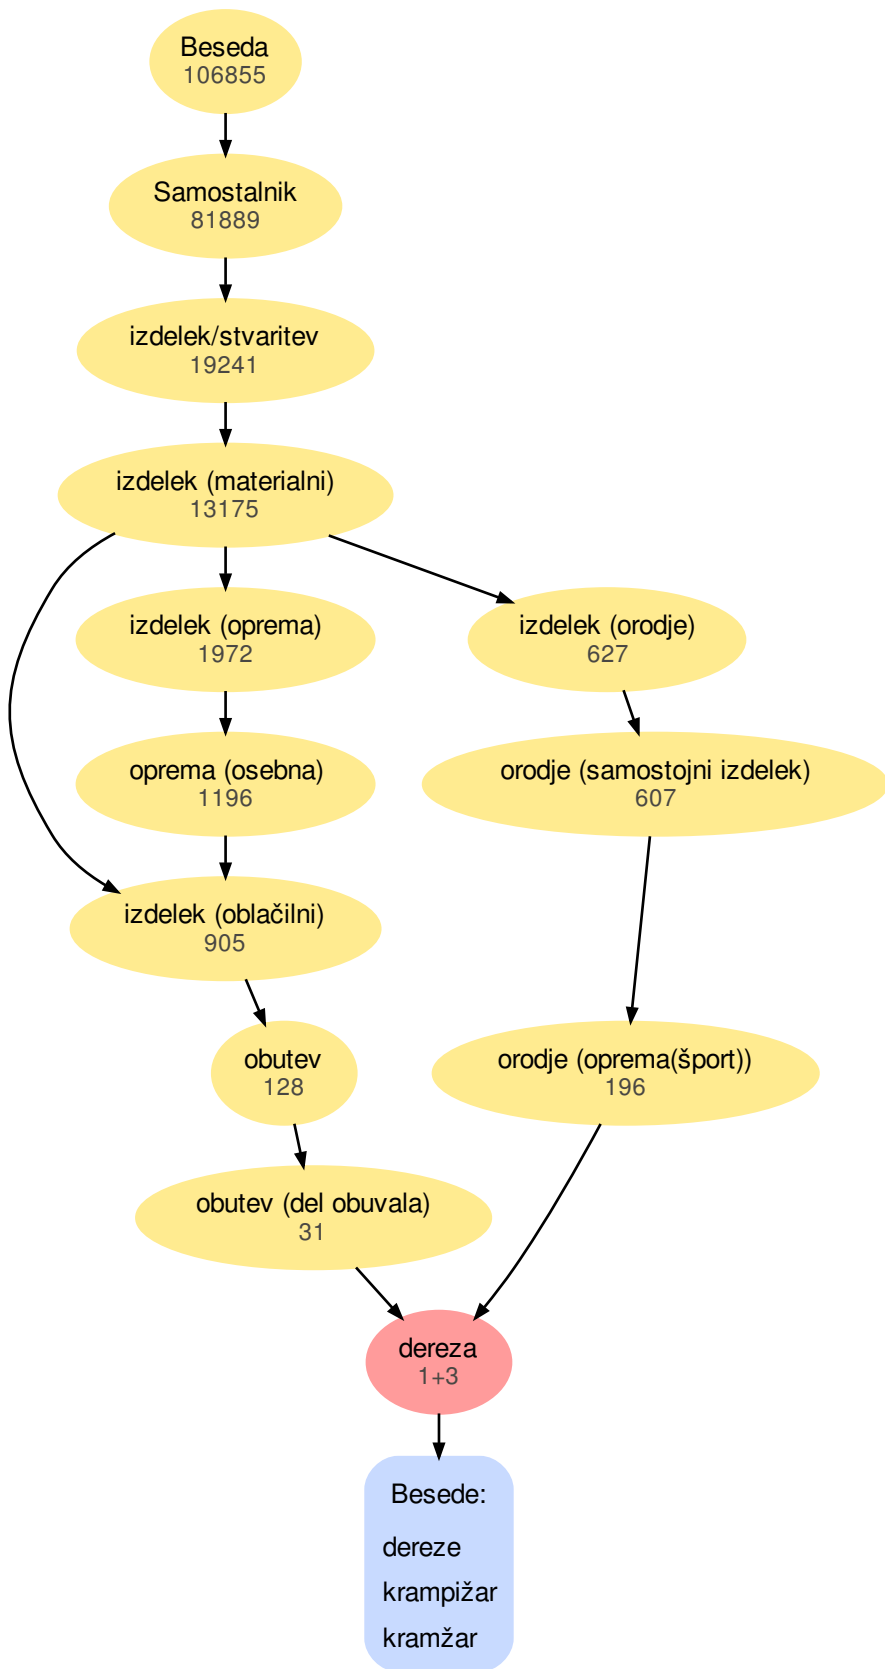 Beseda
106855
Samostalnik
81889
izdelek/stvaritev
19241
izdelek (materialni)
13175
izdelek (oprema)
1972
izdelek (orodje)
627
oprema (osebna)
1196
orodje (samostojni izdelek)
607
izdelek (oblačilni)
905
obutev
128
orodje (oprema(šport))
196
obutev (del obuvala)
31
dereza
1+3
Besede:
dereze
krampižar
kramžar